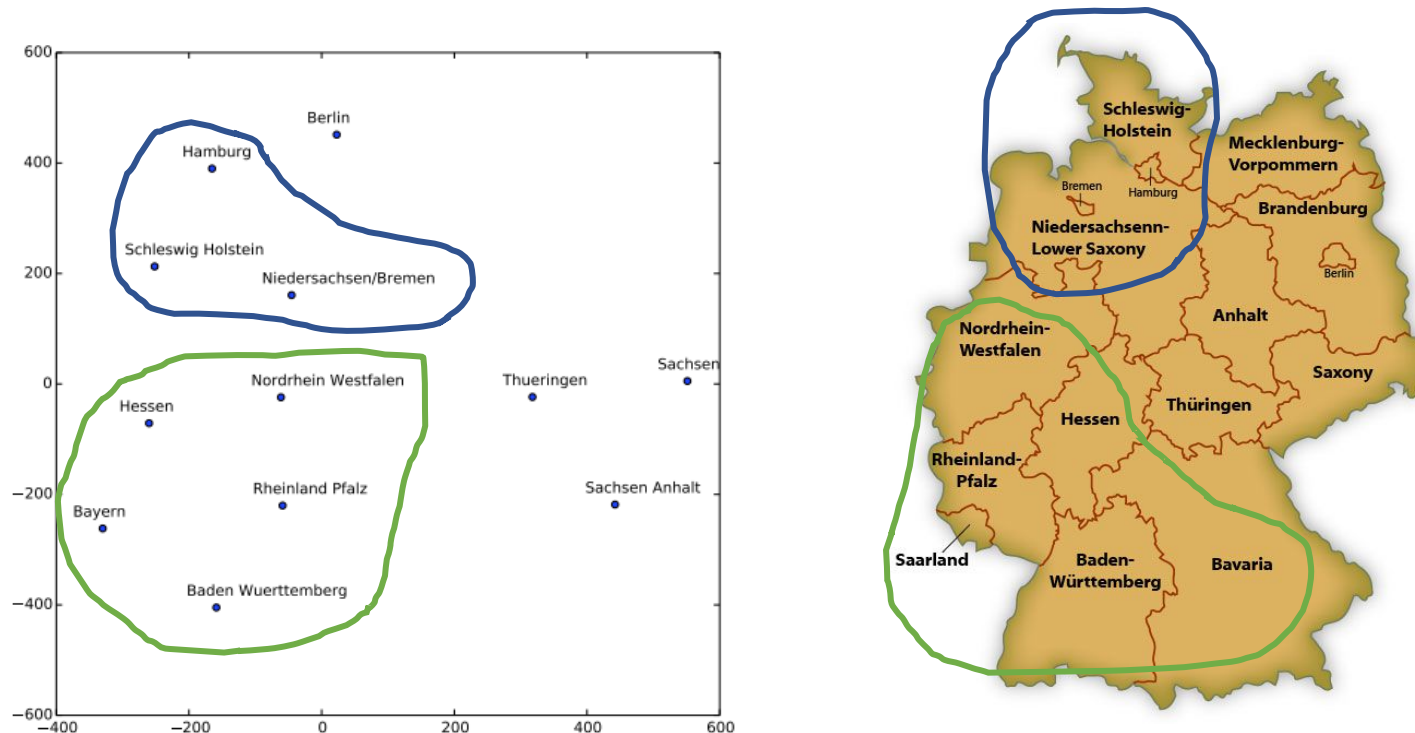 600
400
200
0
−200
−400
−600
−400
−200
0
200
400
600
Berlin
Hamburg
Schleswig Holstein
Niedersachsen/Bremen
Nordrhein Westfalen
Thueringen
Sachsen
Hessen
Rheinland Pfalz
Sachsen Anhalt
Bayern
Baden Wuerttemberg
Schleswig-
Holstein
Mecklenburg-
Vorpommern
Bremen
Hamburg
Brandenburg
Niedersachsenn-
Lower Saxony
Berlin
Anhalt
Nordrhein-
Westfalen
Saxony
Thüringen
Hessen
Rheinland-
Pfalz
Saarland
Baden-
Württemberg
Bavaria